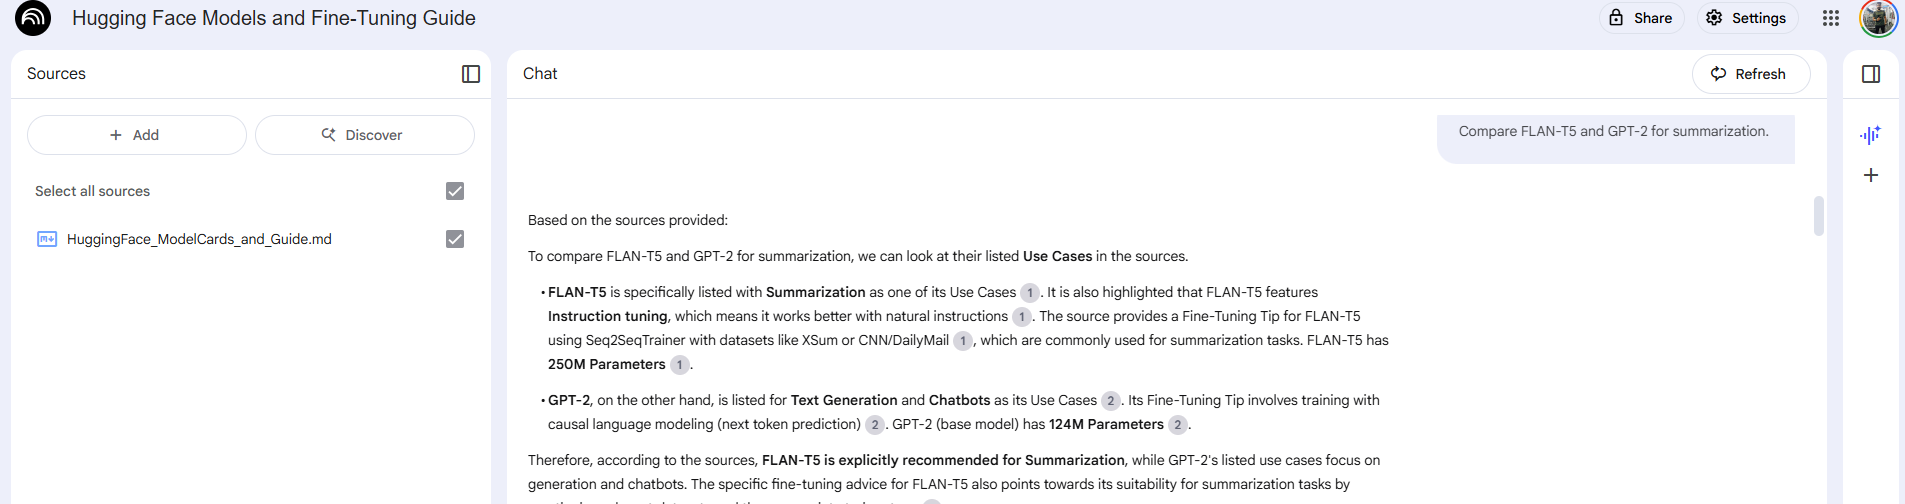 Hugging Face Models and Fine-Tuning Guide
Share
Settings
Sources
Add
Discover
Select all sources
HuggingFace_ModelCards_and_Guide.md
Chat
Refresh
Compare FLAN-T5 and GPT-2 for summarization.
Based on the sources provided:
To compare FLAN-T5 and GPT-2 for summarization, we can look at their listed Use Cases in the sources.
• FLAN-T5 is specifically listed with Summarization as one of its Use Cases 1. It is also highlighted that FLAN-T5 features
Instruction tuning, which means it works better with natural instructions 1. The source provides a Fine-Tuning Tip for FLAN-T5
using Seq2SeqTrainer with datasets like XSum or CNN/DailyMail 1, which are commonly used for summarization tasks. FLAN-T5 has
250M Parameters 1.
• GPT-2, on the other hand, is listed for Text Generation and Chatbots as its Use Cases 2. Its Fine-Tuning Tip involves training with
causal language modeling (next token prediction) 2. GPT-2 (base model) has 124M Parameters 2.
Therefore, according to the sources, FLAN-T5 is explicitly recommended for Summarization, while GPT-2's listed use cases focus on
generation and chatbots. The specific fine-tuning advice for FLAN-T5 also points towards its suitability for summarization tasks by